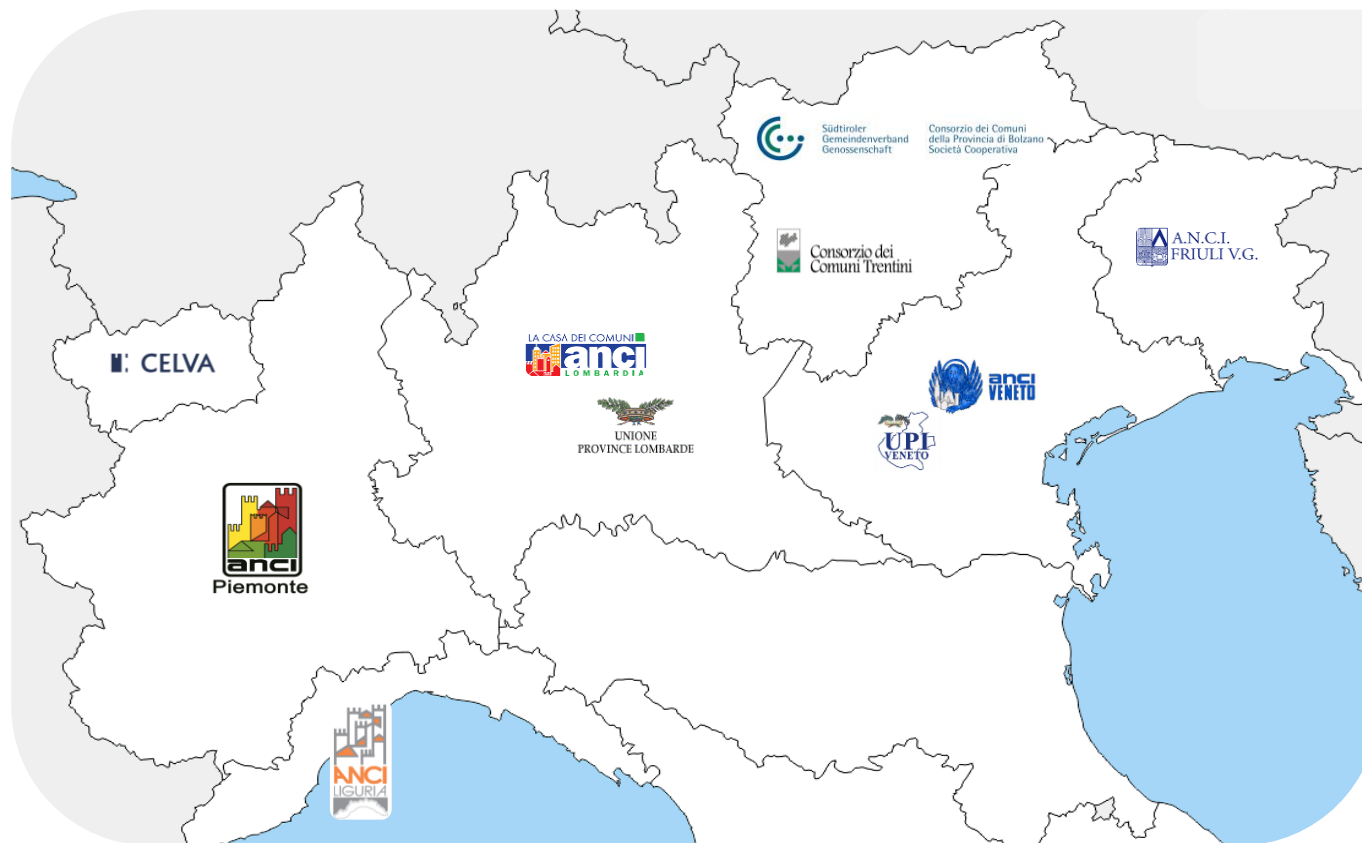 Südtiroler
Gemeindenverband
Genossenschaft
Consorzio dei Comuni
della Provincia di Bolzano
Società Cooperativa
Consorzio dei
Comuni Trentini
A.N.C.I.
FRIULI V.G.
CELVA
LA CASA DEI COMUNI
anci
LOMBARDIA
UNIONE
PROVINCE LOMBARDE
anci
VENETO
UPI
VENETO
anci
Piemonte
ANCI
LIGURIA